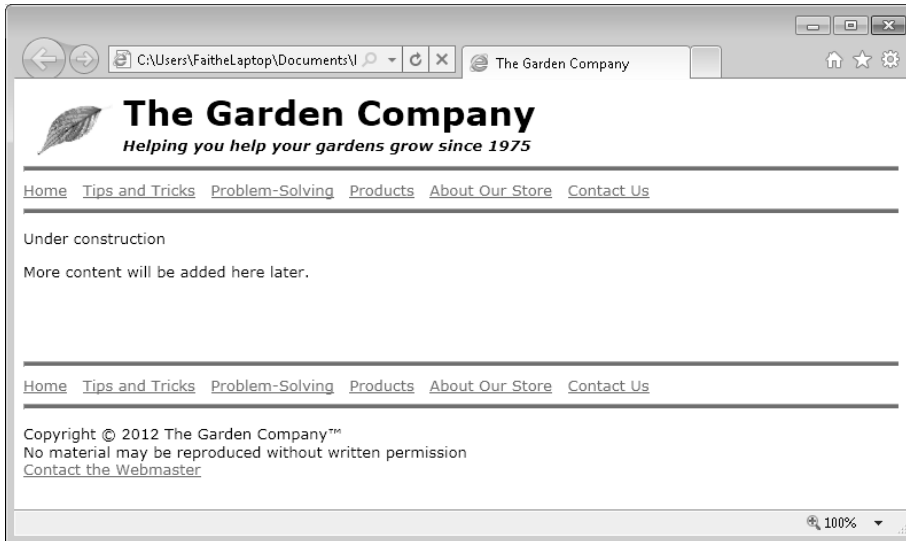 C:\Users\FaitheLaptop\Documents\I
The Garden Company
The Garden Company
Helping you help your gardens grow since 1975
Home Tips and Tricks Problem-Solving Products About Our Store Contact Us
Under construction
More content will be added here later.
Home Tips and Tricks Problem-Solving Products About Our Store Contact Us
Copyright © 2012 The Garden Company™
No material may be reproduced without written permission
Contact the Webmaster
100%